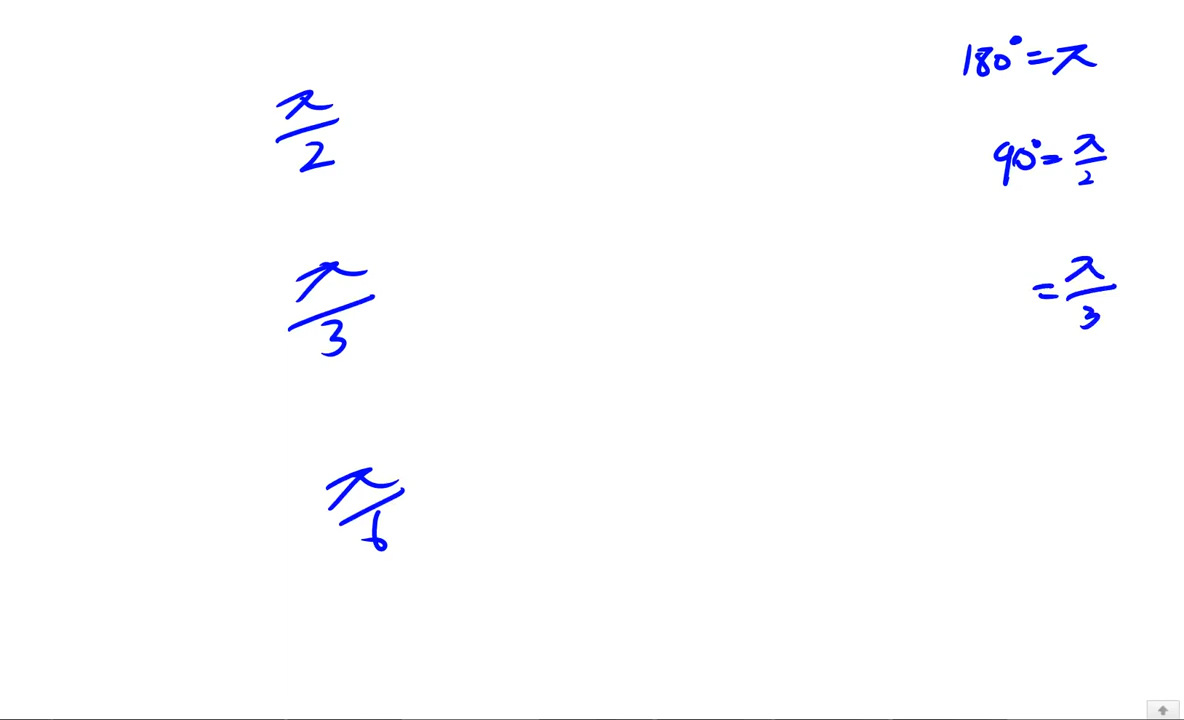 180° = π
π/2
90° = π/2
π/3
= π/3
π/6